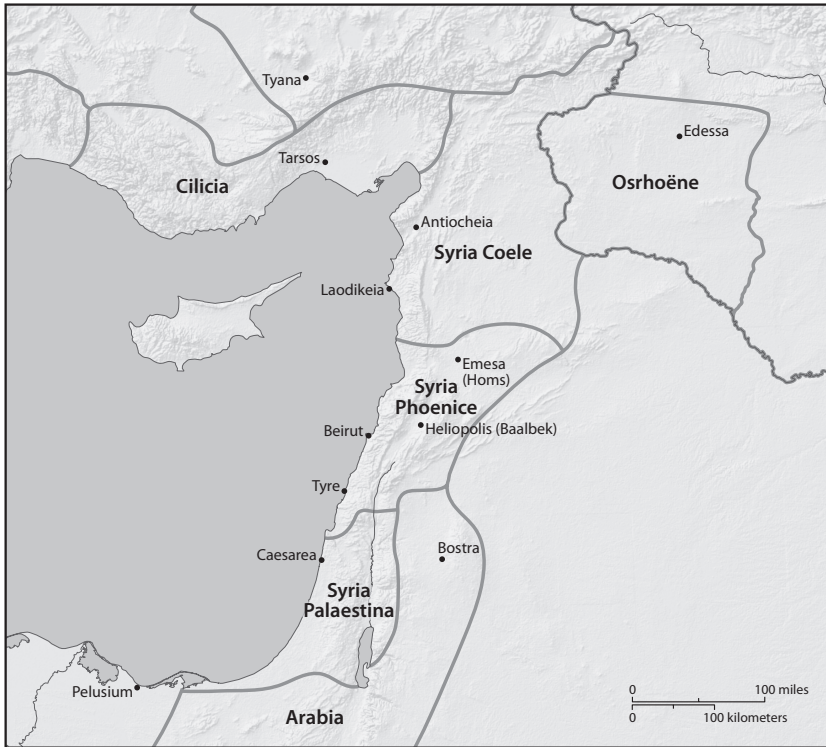 Tyana
Edessa
Tarsos
Cilicia
Osrhoëne
Antiocheia
Syria Coele
Laodikeia
Emesa
(Homs)
Syria
Phoenice
Heliopolis (Baalbek)
Beirut
Tyre
Caesarea
Bostra
Syria
Palaestina
Pelusium
0 100 miles
0 100 kilometers
Arabia